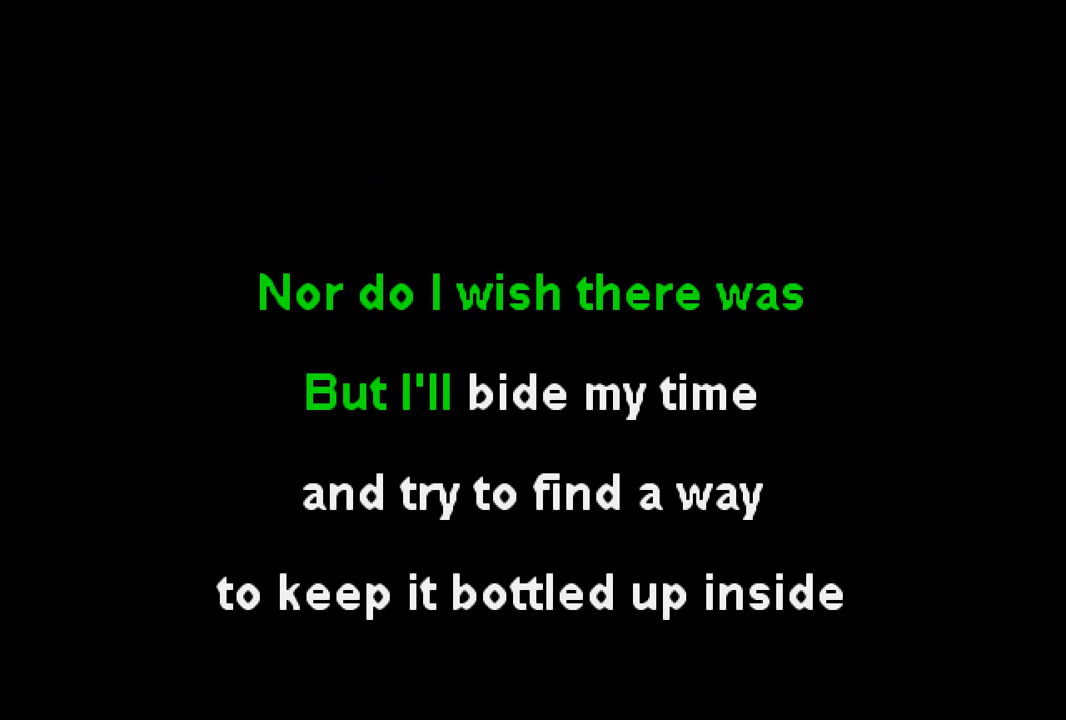 Nor do I wish there was
But I'll bide my time
and try to find a way
to keep it bottled up inside